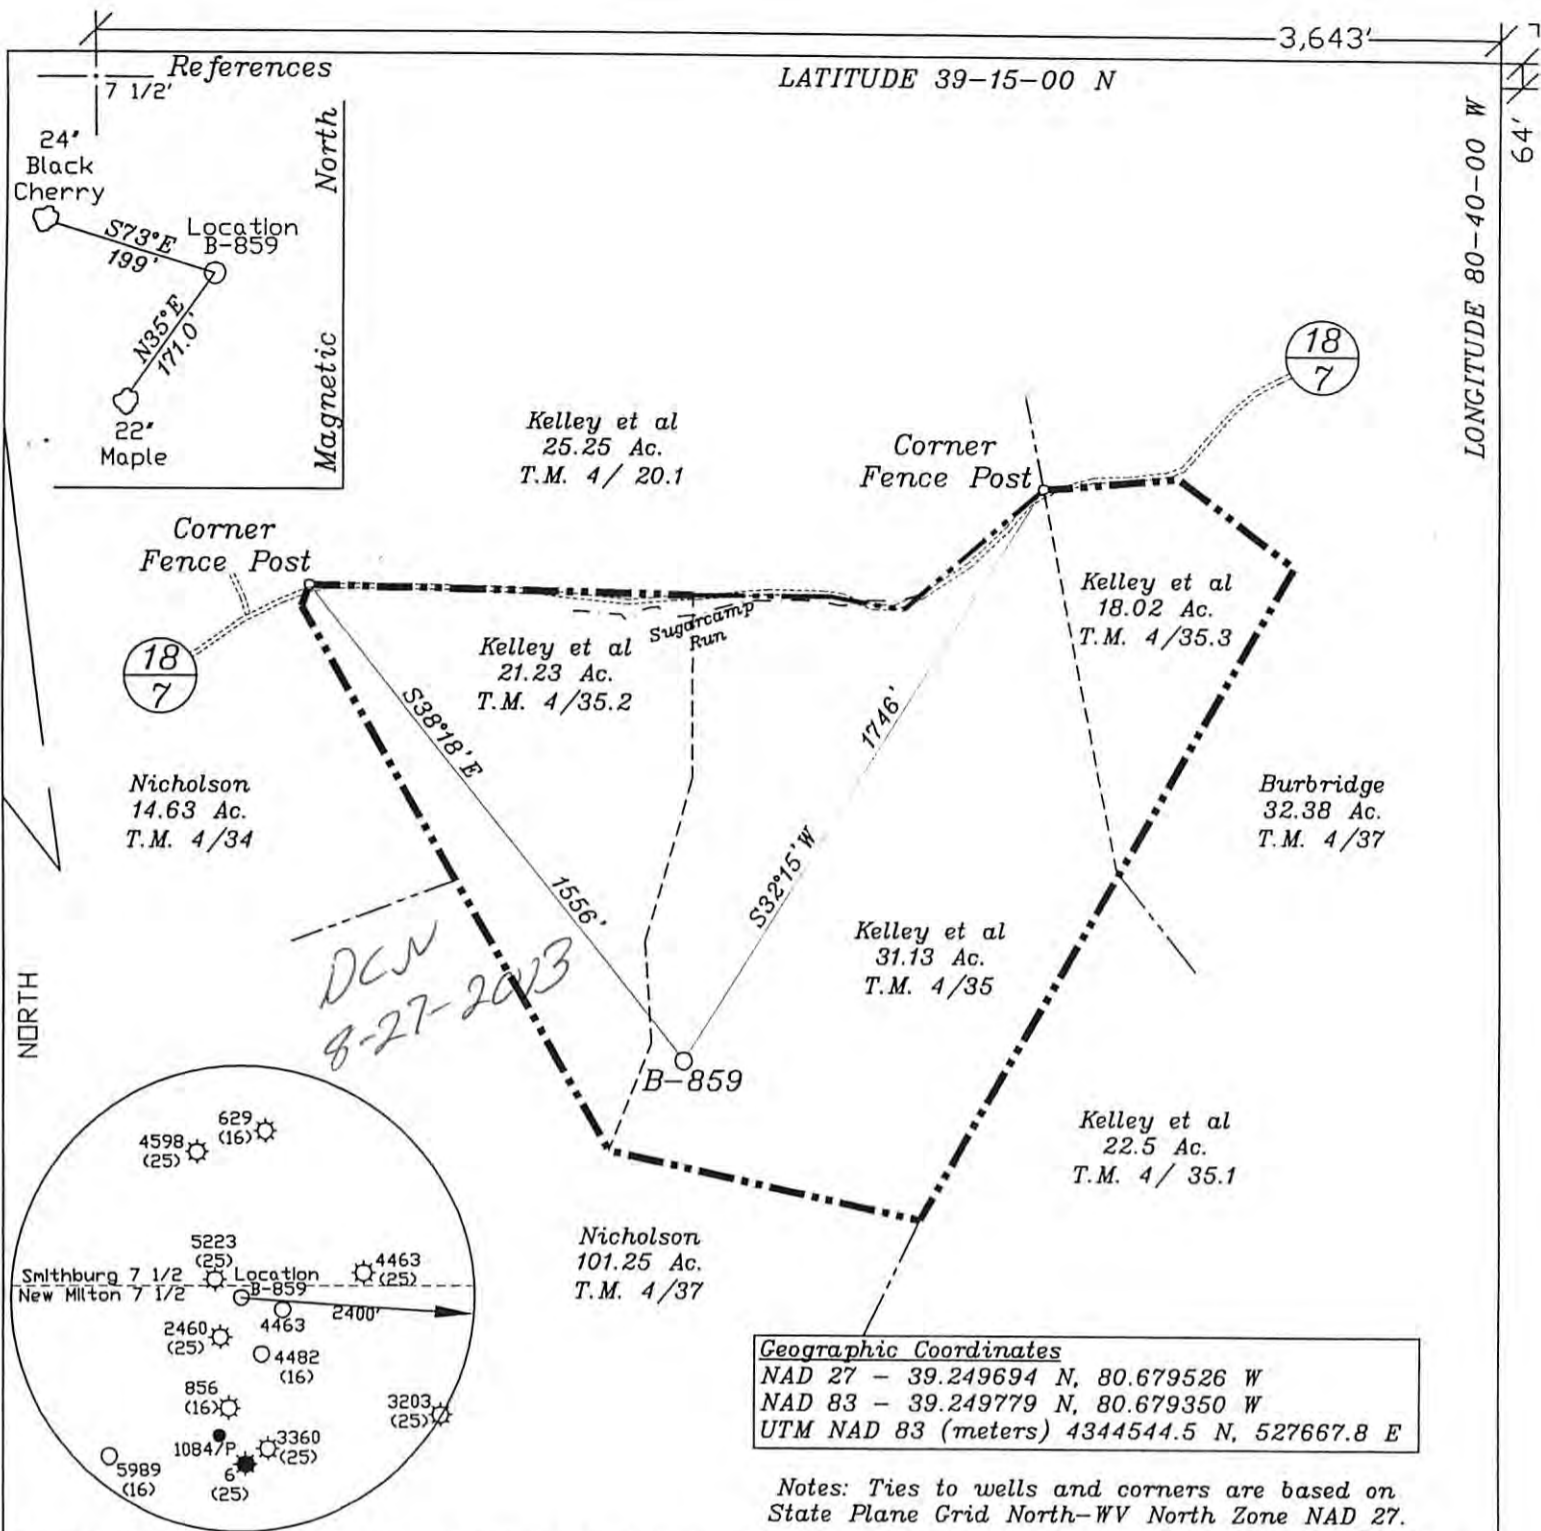 3,643'
References
7 1/2'
LATITUDE 39-15-00 N
LONGITUDE 80-40-00 W
64'
24"
Black
Cherry
S73°E
199'
Location
B-859
N35°E
171.0'
22"
Maple
Magnetic North
18
7
Kelley et al
25.25 Ac.
T.M. 4/ 20.1
Corner
Fence Post
Corner
Fence Post
18
7
Kelley et al
18.02 Ac.
T.M. 4/35.3
Sugarcamp
Run
Kelley et al
21.23 Ac.
T.M. 4/35.2
S38°18'E
1556'
1746'
S32°15'W
Nicholson
14.63 Ac.
T.M. 4/34
Burbridge
32.38 Ac.
T.M. 4/37
Kelley et al
31.13 Ac.
T.M. 4/35
DCN
8-27-2013
NORTH
B-859
Kelley et al
22.5 Ac.
T.M. 4/ 35.1
Nicholson
101.25 Ac.
T.M. 4/37
629
(16)
4598
(25)
5223
(25)
4463
(25)
Smithburg 7 1/2
New Milton 7 1/2
Location
B-859
2400'
4463
2460
(25)
4482
(16)
856
(16)
3203
(25)
1084/P
3360
(25)
6
(25)
5989
(16)
Geographic Coordinates
NAD 27 - 39.249694 N, 80.679526 W
NAD 83 - 39.249779 N, 80.679350 W
UTM NAD 83 (meters) 4344544.5 N, 527667.8 E
Notes: Ties to wells and corners are based on
State Plane Grid North-WV North Zone NAD 27.